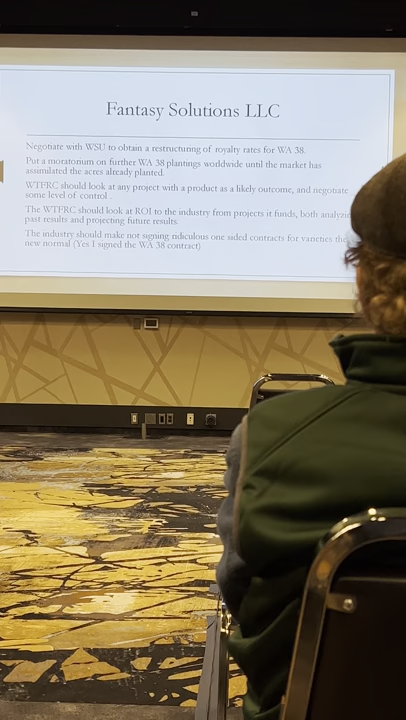 Fantasy Solutions LLC
Negotiate with WSU to obtain a restructuring of royalty rates for WA 38.
Put a moratorium on further WA 38 plantings worldwide until the market has
assimulated the acres already planted.
WTFRC should look at any project with a product as a likely outcome, and negotiate
some level of control .
The WTFRC should look at ROI to the industry from projects it funds, both analyzing
past results and projecting future results.
The industry should make not signing ridiculous one sided contracts for varieties the
new normal (Yes I signed the WA 38 contract)